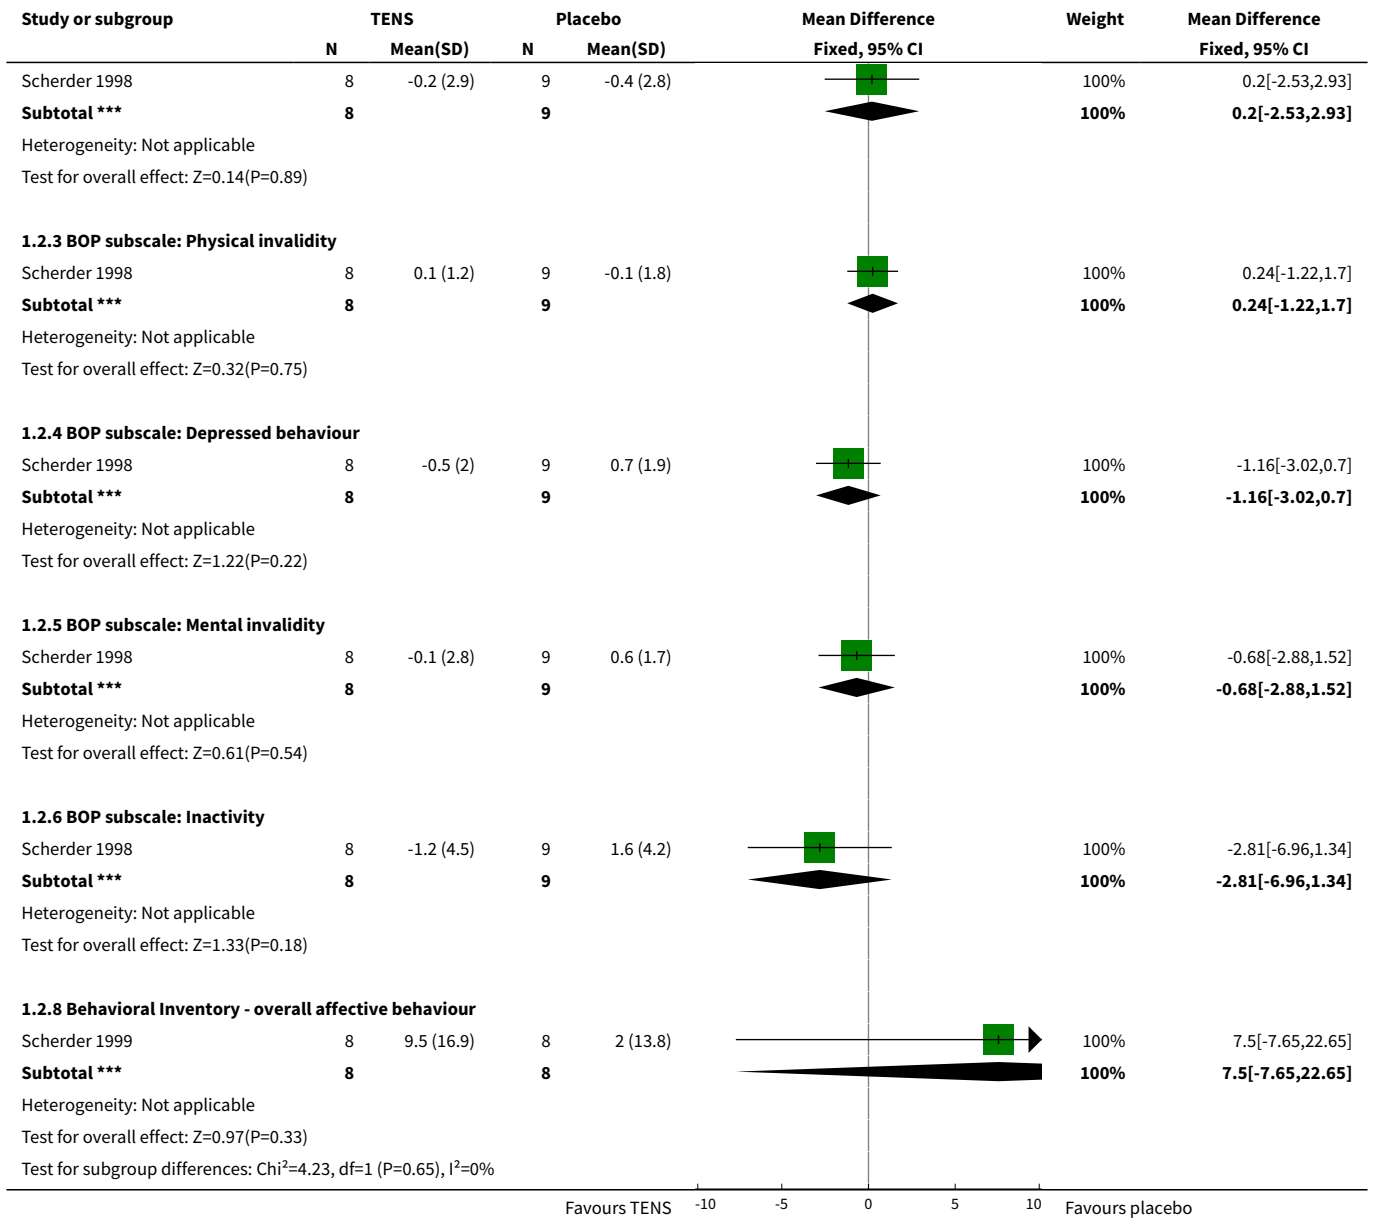 Study or subgroup TENS Placebo Mean Difference Weight Mean Difference
N Mean(SD) N Mean(SD) Fixed, 95% CI Fixed, 95% CI
Scherder 1998 8 -0.2 (2.9) 9 -0.4 (2.8) 100% 0.2[-2.53,2.93]
Subtotal *** 8 9 100% 0.2[-2.53,2.93]
Heterogeneity: Not applicable
Test for overall effect: Z=0.14(P=0.89)
1.2.3 BOP subscale: Physical invalidity
Scherder 1998 8 0.1 (1.2) 9 -0.1 (1.8) 100% 0.24[-1.22,1.7]
Subtotal *** 8 9 100% 0.24[-1.22,1.7]
Heterogeneity: Not applicable
Test for overall effect: Z=0.32(P=0.75)
1.2.4 BOP subscale: Depressed behaviour
Scherder 1998 8 -0.5 (2) 9 0.7 (1.9) 100% -1.16[-3.02,0.7]
Subtotal *** 8 9 100% -1.16[-3.02,0.7]
Heterogeneity: Not applicable
Test for overall effect: Z=1.22(P=0.22)
1.2.5 BOP subscale: Mental invalidity
Scherder 1998 8 -0.1 (2.8) 9 0.6 (1.7) 100% -0.68[-2.88,1.52]
Subtotal *** 8 9 100% -0.68[-2.88,1.52]
Heterogeneity: Not applicable
Test for overall effect: Z=0.61(P=0.54)
1.2.6 BOP subscale: Inactivity
Scherder 1998 8 -1.2 (4.5) 9 1.6 (4.2) 100% -2.81[-6.96,1.34]
Subtotal *** 8 9 100% -2.81[-6.96,1.34]
Heterogeneity: Not applicable
Test for overall effect: Z=1.33(P=0.18)
1.2.8 Behavioral Inventory - overall affective behaviour
Scherder 1999 8 9.5 (16.9) 8 2 (13.8) 100% 7.5[-7.65,22.65]
Subtotal *** 8 8 100% 7.5[-7.65,22.65]
Heterogeneity: Not applicable
Test for overall effect: Z=0.97(P=0.33)
Test for subgroup differences: Chi²=4.23, df=1 (P=0.65), I²=0%
Favours TENS -10 -5 0 5 10 Favours placebo